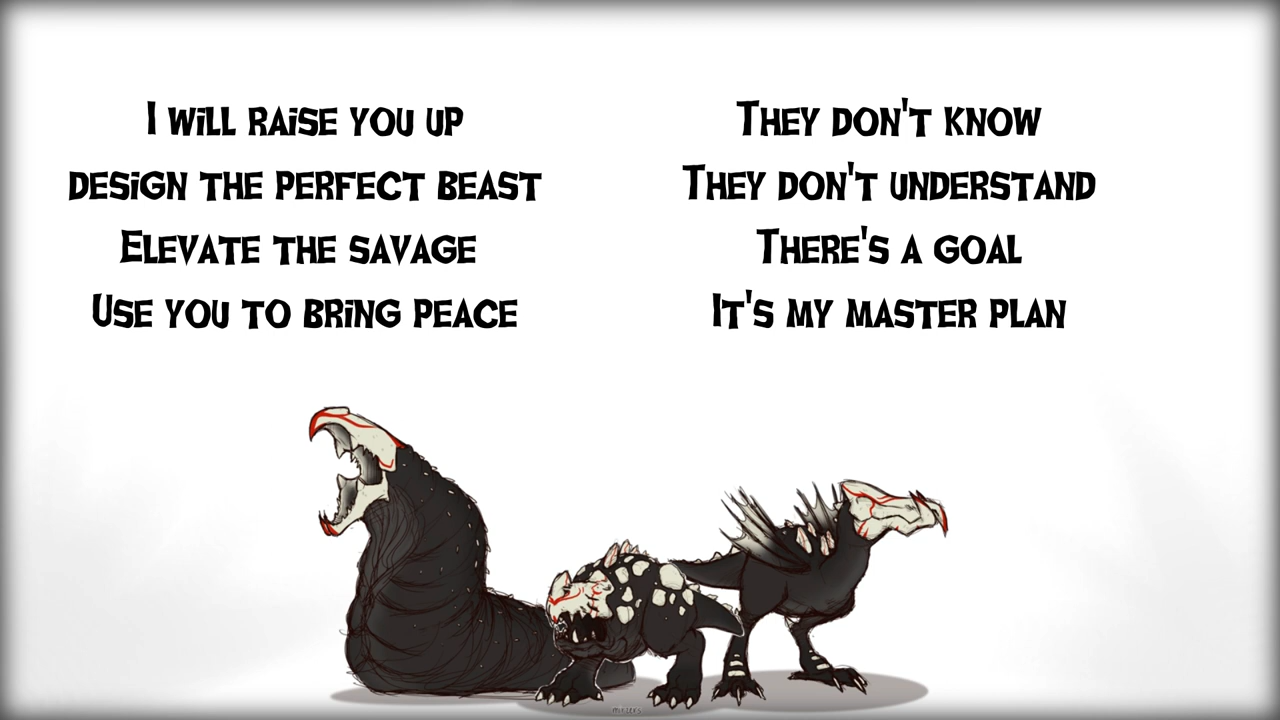 I will raise you up
design the perfect beast
Elevate the savage
Use you to bring peace
They don't know
They don't understand
There's a goal
It's my master plan